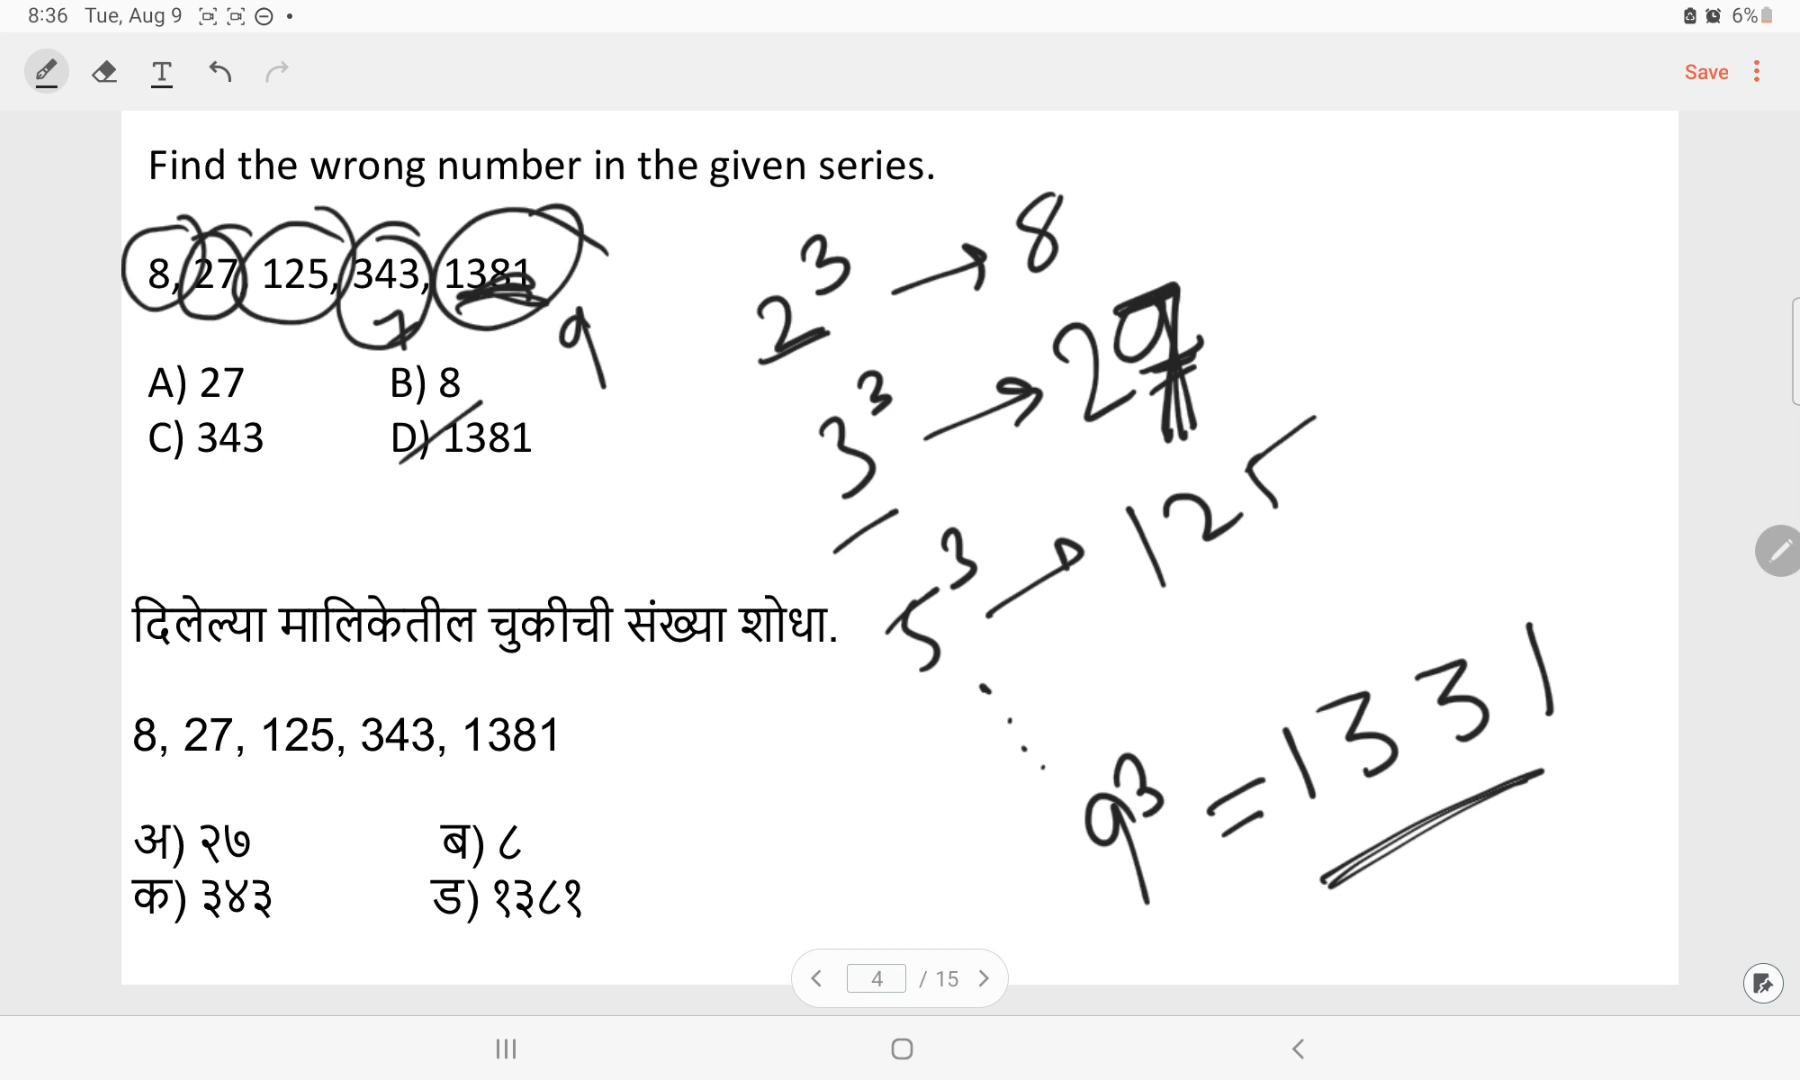 8:36 Tue, Aug 9
6%
Save
Find the wrong number in the given series.
8, 27, 125, 343, 1381
7
9
A) 27 B) 8
C) 343 D) 1381
2³ → 8
3³ → 27
5³ → 125
9³ = 1331
दिलेल्या मालिकेतील चुकीची संख्या शोधा.
8, 27, 125, 343, 1381
अ) २७ ब) ८
क) ३४३ ड) १३८१
4 / 15